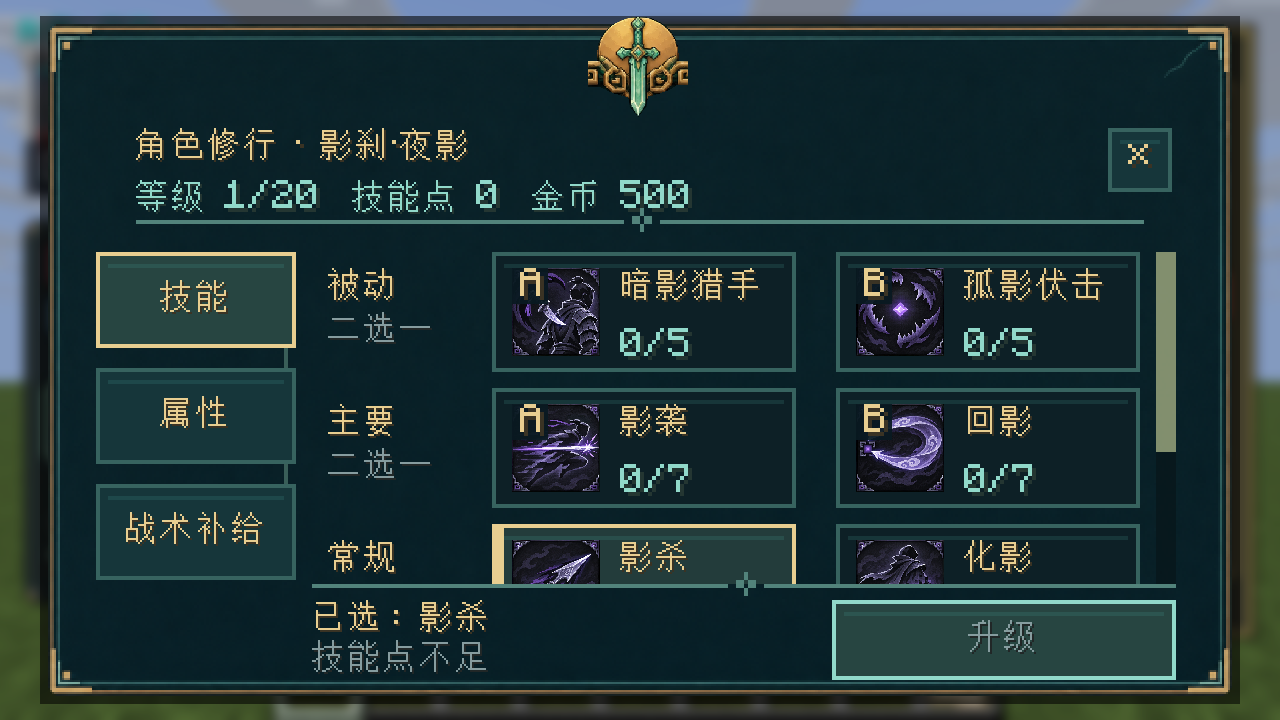 角色修行 · 影刹·夜影
等级 1/20 技能点 0 金币 500
×
技能
属性
战术补给
被动
二选一
A 暗影猎手
0/5
B 孤影伏击
0/5
主要
二选一
A 影袭
0/7
B 回影
0/7
常规
影杀
化影
已选：影杀
技能点不足
升级